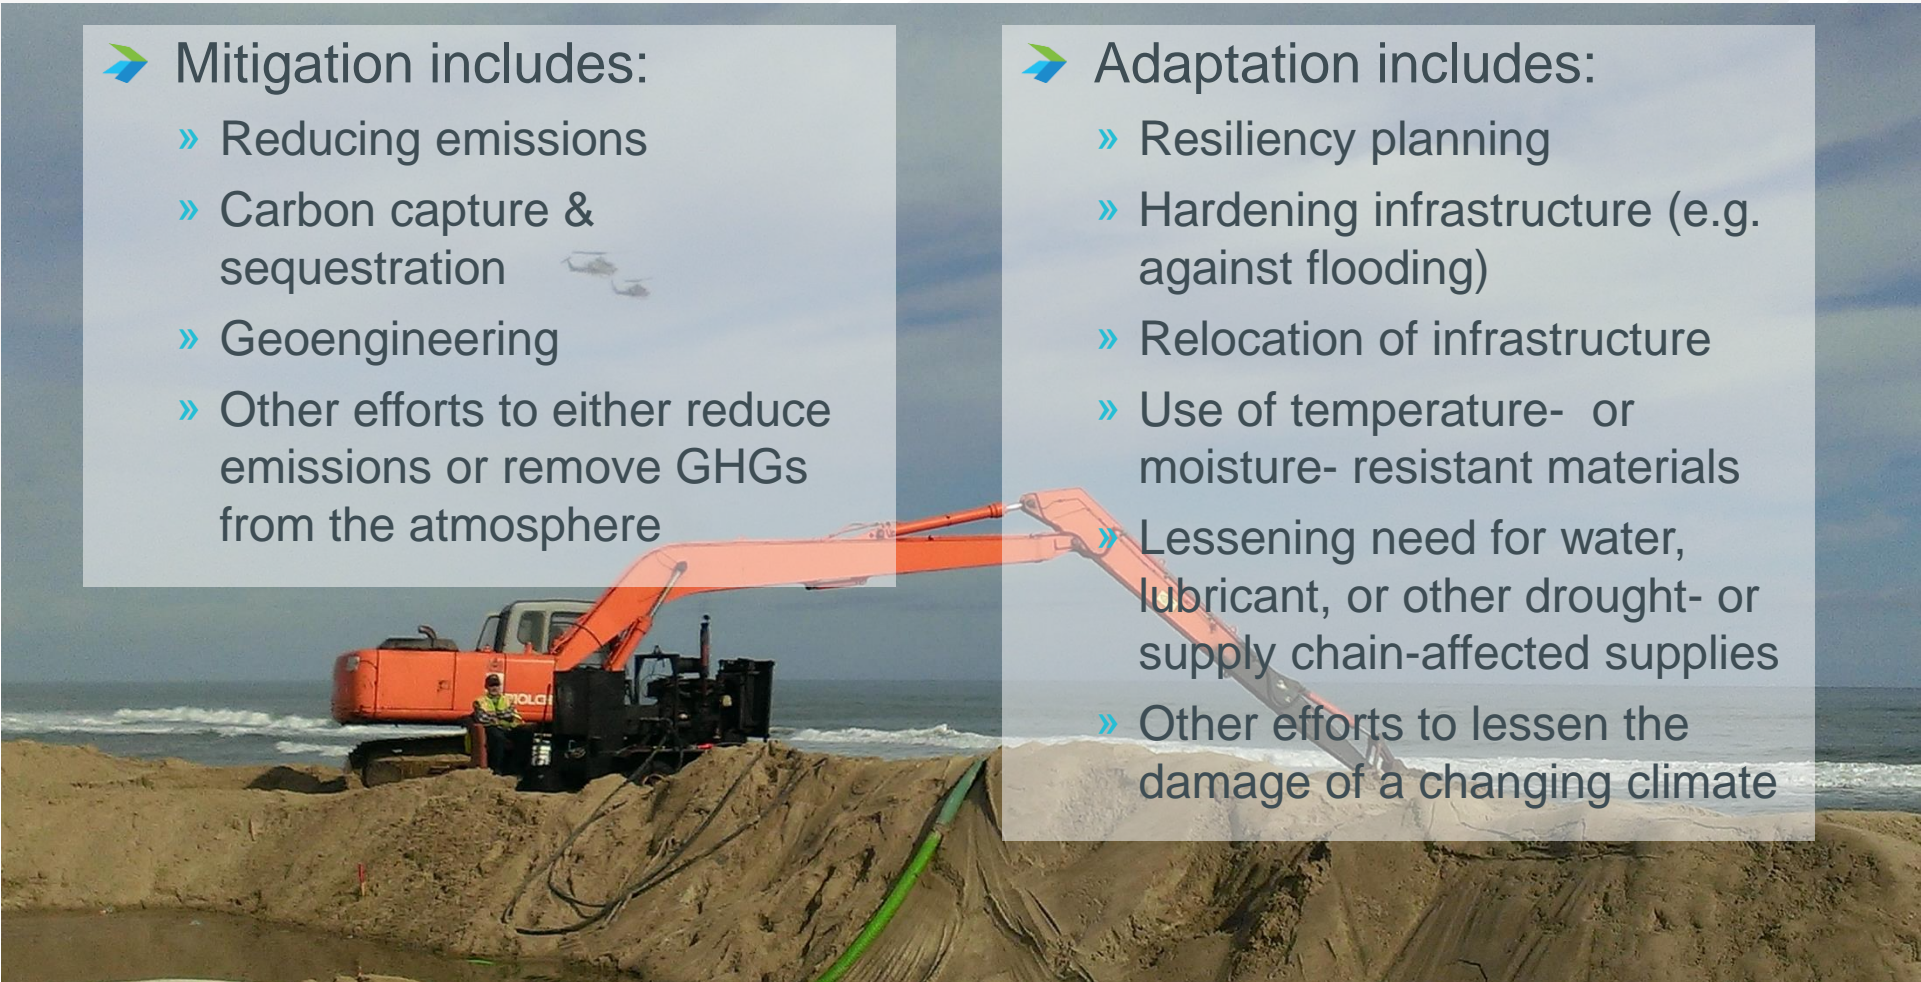 Mitigation includes:
» Reducing emissions
» Carbon capture &
sequestration
» Geoengineering
» Other efforts to either reduce
emissions or remove GHGs
from the atmosphere
Adaptation includes:
» Resiliency planning
» Hardening infrastructure (e.g.
against flooding)
» Relocation of infrastructure
» Use of temperature-  or
moisture- resistant materials
» Lessening need for water,
lubricant, or other drought- or
supply chain-affected supplies
» Other efforts to lessen the
damage of a changing climate